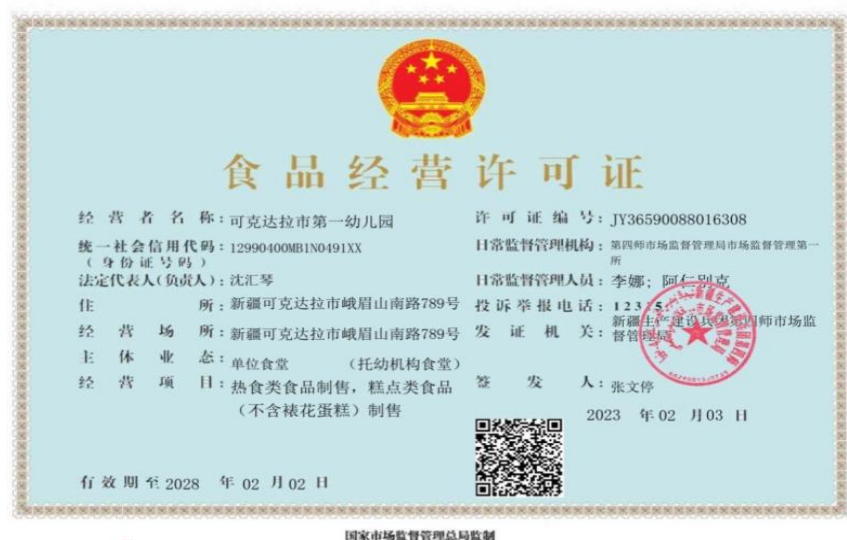 食品经营许可证
经营者名称：可克达拉市第一幼儿园
统一社会信用代码：12990400MB1N0491XX
（身份证号码）
法定代表人(负责人)：沈汇琴
住所：新疆可克达拉市峨眉山南路789号
经营场所：新疆可克达拉市峨眉山南路789号
主体业态：单位食堂 （托幼机构食堂）
经营项目：热食类食品制售，糕点类食品
（不含裱花蛋糕）制售
有效期至2028 年 02 月 02 日
许可证编号：JY36590088016308
日常监督管理机构：第四师市场监督管理局市场监督管理第一
所
日常监督管理人员：李娜；阿仁别克
投诉举报电话：12315
发证机关：新疆生产建设兵团第四师市场监
督管理局
签发人：张文停
2023 年 02 月 03 日
国家市场监督管理总局监制